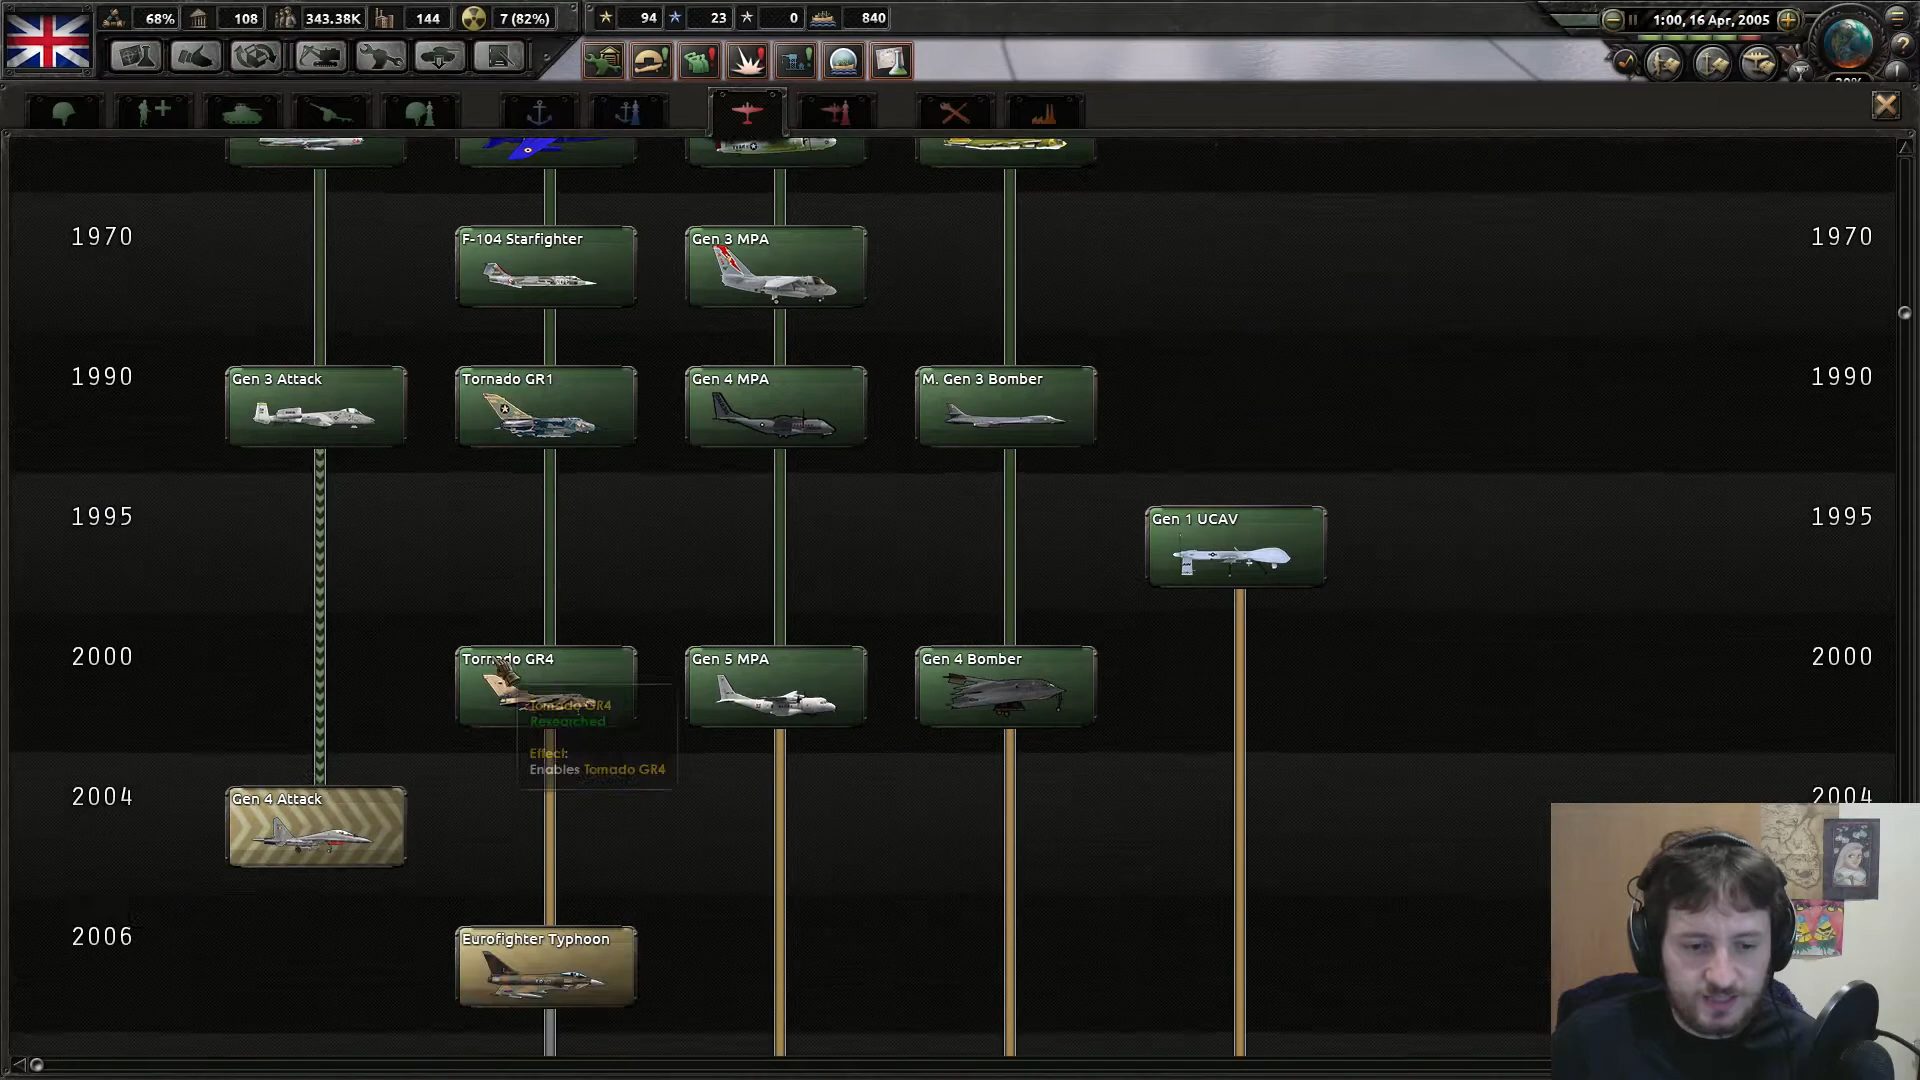 68% 108 343.38K 144 7 (82%) 94 23 0 840 1:00, 16 Apr, 2005
1970 F-104 Starfighter Gen 3 MPA 1970
1990 Gen 3 Attack Tornado GR1 Gen 4 MPA M. Gen 3 Bomber 1990
1995 Gen 1 UCAV 1995
2000 Tornado GR4 Gen 5 MPA Gen 4 Bomber 2000
Tornado GR4
Researched
Effect:
Enables Tornado GR4
2004 Gen 4 Attack 2004
2006 Eurofighter Typhoon